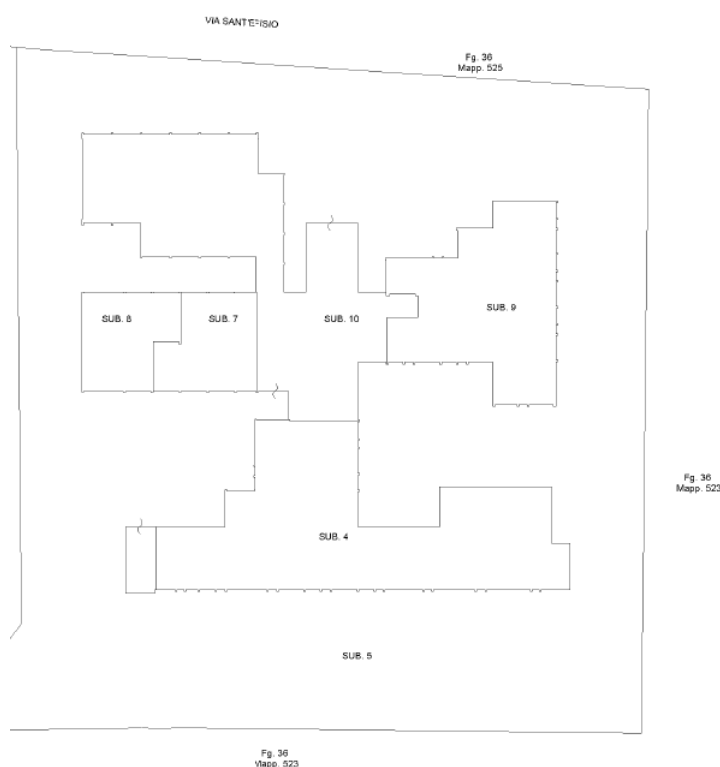 VIA SANT'EFISIO
Fg. 36
Mapp. 525
SUB. 8
SUB. 7
SUB. 10
SUB. 9
Fg. 36
Mapp. 523
SUB. 4
SUB. 5
Fg. 36
Mapp. 523